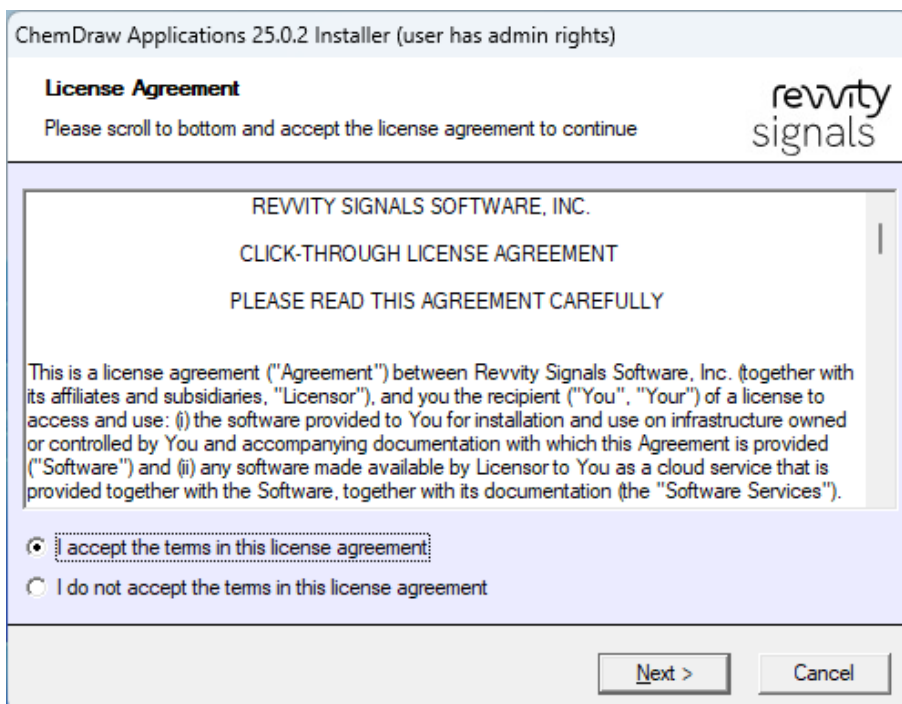 ChemDraw Applications 25.0.2 Installer (user has admin rights)
License Agreement
Please scroll to bottom and accept the license agreement to continue
revvity
signals
REVVITY SIGNALS SOFTWARE, INC.
CLICK-THROUGH LICENSE AGREEMENT
PLEASE READ THIS AGREEMENT CAREFULLY
This is a license agreement ("Agreement") between Revvity Signals Software, Inc. (together with
its affiliates and subsidiaries, "Licensor"), and you the recipient ("You", "Your") of a license to
access and use: (i) the software provided to You for installation and use on infrastructure owned
or controlled by You and accompanying documentation with which this Agreement is provided
("Software") and (ii) any software made available by Licensor to You as a cloud service that is
provided together with the Software, together with its documentation (the "Software Services").
I accept the terms in this license agreement
I do not accept the terms in this license agreement
Next >
Cancel